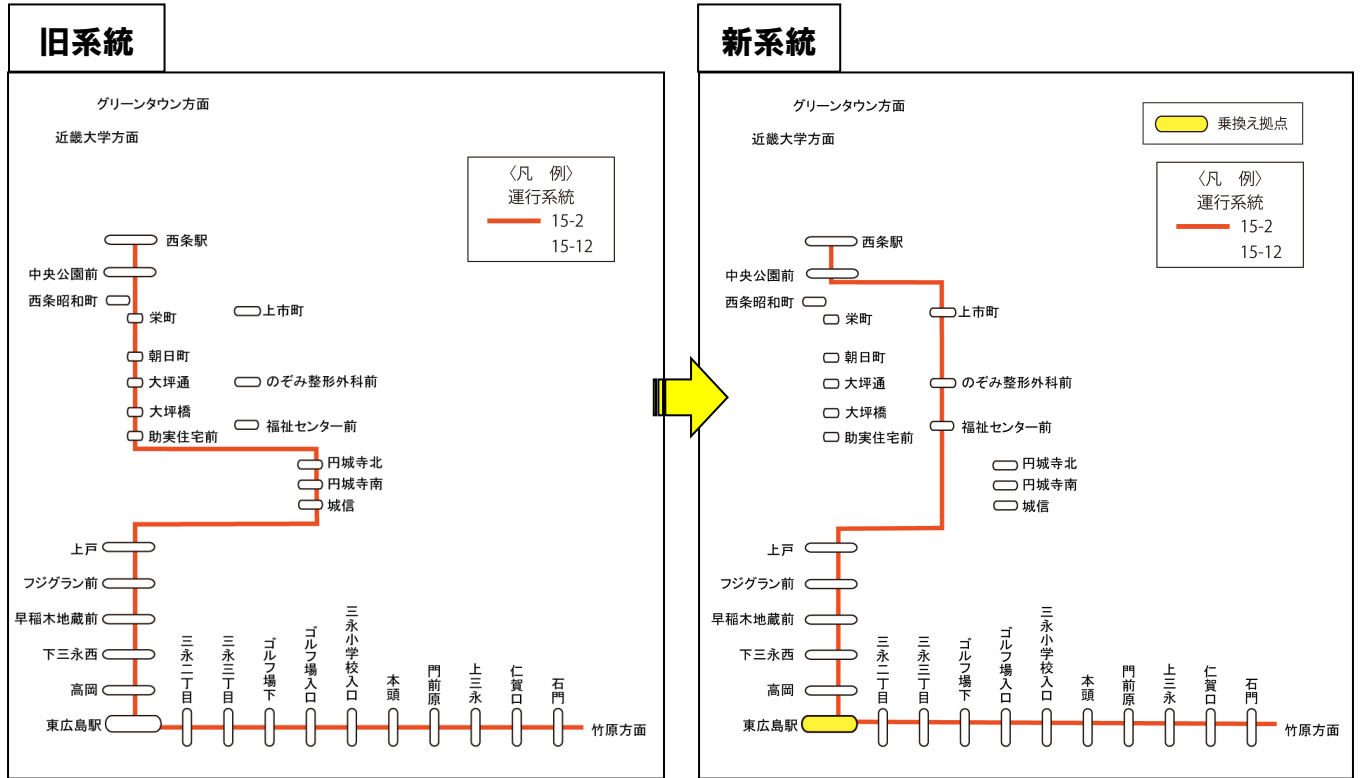 旧系統
グリーンタウン方面
近畿大学方面
〈凡 例〉
運行系統
15-2
15-12
西条駅
中央公園前
西条昭和町
栄町
上市町
朝日町
大坪通
のぞみ整形外科前
大坪橋
福祉センター前
助実住宅前
円城寺北
円城寺南
城信
上戸
フジグラン前
早稲木地蔵前
下三永西
高岡
東広島駅
三永二丁目
三永三丁目
ゴルフ場下
ゴルフ場入口
三永小学校入口
本頭
門前原
上三永
仁賀口
石門
竹原方面
新系統
グリーンタウン方面
近畿大学方面
乗換え拠点
〈凡 例〉
運行系統
15-2
15-12
西条駅
中央公園前
西条昭和町
栄町
上市町
朝日町
大坪通
のぞみ整形外科前
大坪橋
福祉センター前
助実住宅前
円城寺北
円城寺南
城信
上戸
フジグラン前
早稲木地蔵前
下三永西
高岡
東広島駅
三永二丁目
三永三丁目
ゴルフ場下
ゴルフ場入口
三永小学校入口
本頭
門前原
上三永
仁賀口
石門
竹原方面